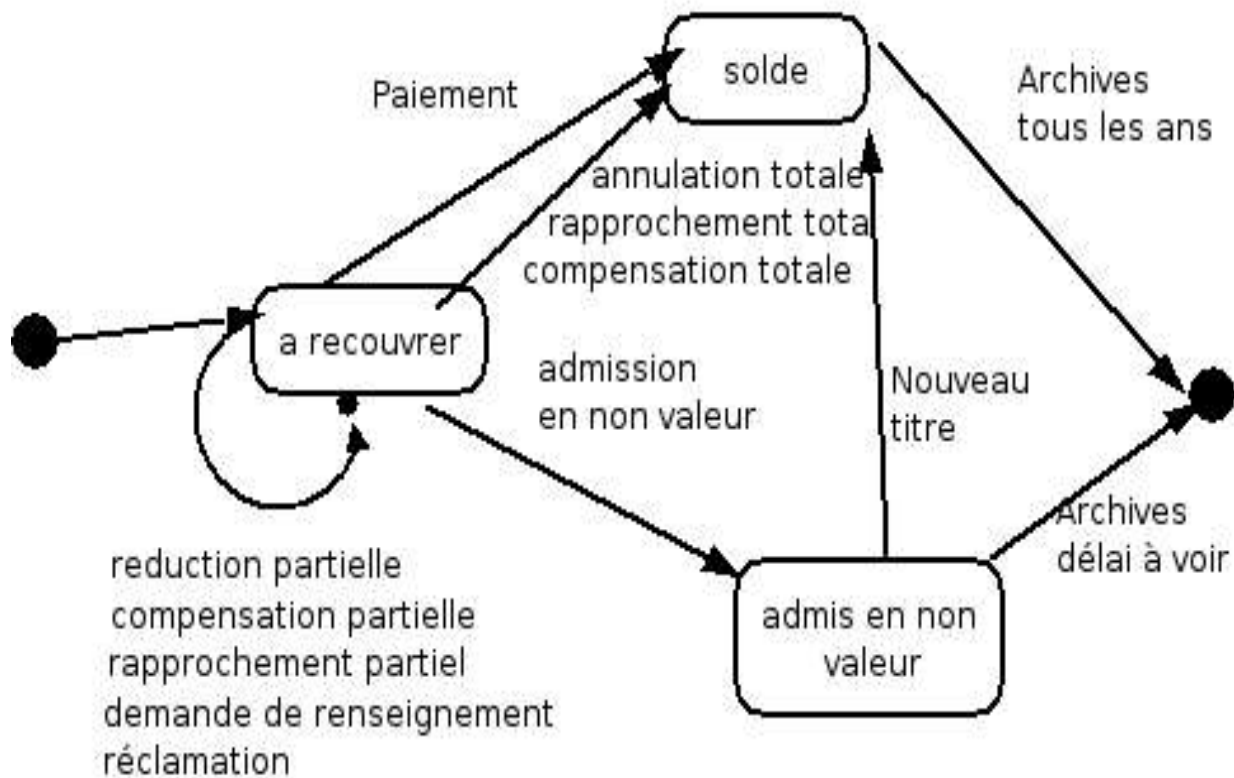 solde
Paiement
Archives
tous les ans
annulation totale
rapprochement tota
compensation totale
a recouvrer
admission
en non valeur
Nouveau
titre
Archives
délai à voir
reduction partielle
compensation partielle
rapprochement partiel
demande de renseignement
réclamation
admis en non
valeur